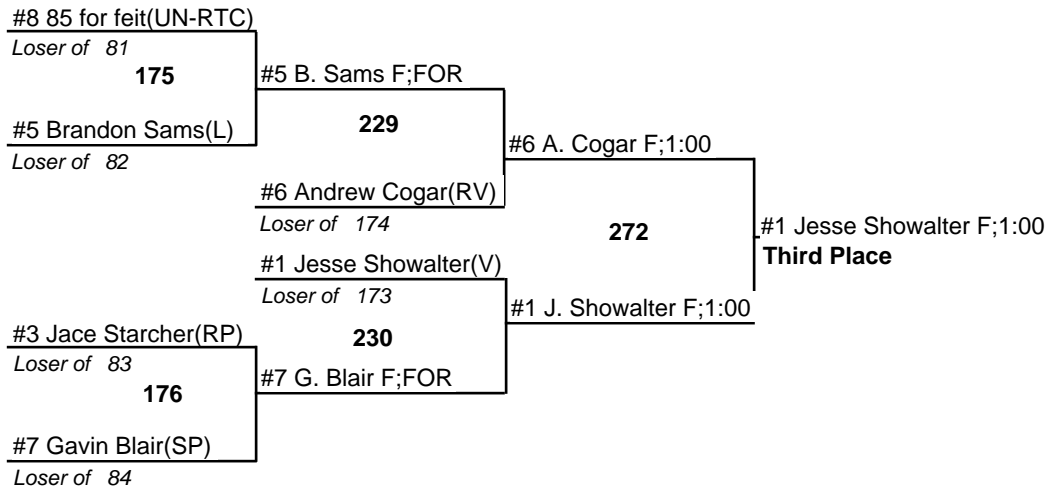 #8 85 for feit(UN-RTC)
Loser of 81
175
#5 B. Sams F;FOR
#5 Brandon Sams(L)
Loser of 82
229
#6 A. Cogar F;1:00
#6 Andrew Cogar(RV)
Loser of 174
272
#1 Jesse Showalter F;1:00
Third Place
#1 Jesse Showalter(V)
Loser of 173
#1 J. Showalter F;1:00
#3 Jace Starcher(RP)
Loser of 83
230
176
#7 G. Blair F;FOR
#7 Gavin Blair(SP)
Loser of 84